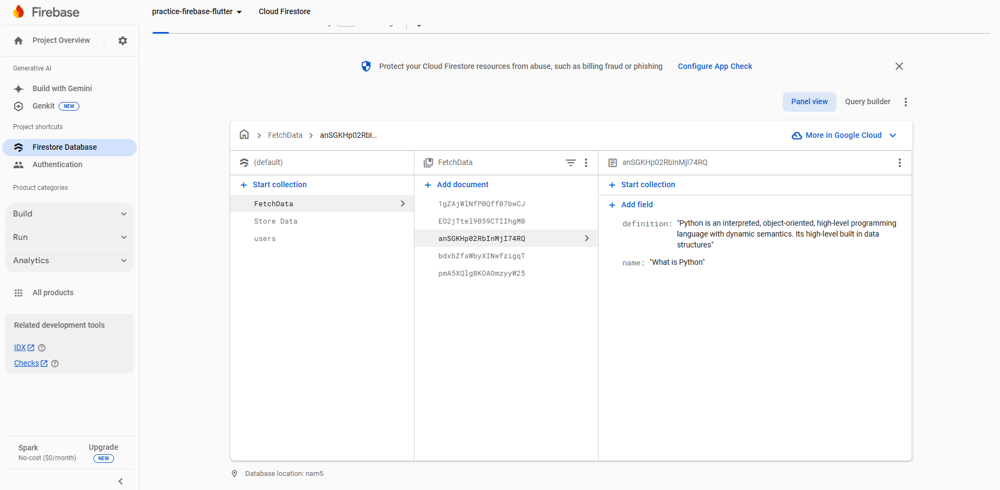 Firebase
practice-firebase-flutter
Cloud Firestore
Project Overview
Generative AI
Build with Gemini
Genkit NEW
Project shortcuts
Firestore Database
Authentication
Product categories
Build
Run
Analytics
All products
Related development tools
IDX
Checks
Spark
No-cost ($0/month)
Upgrade
NEW
Protect your Cloud Firestore resources from abuse, such as billing fraud or phishing
Configure App Check
Panel view
Query builder
FetchData
anSGKHp02RbI...
More in Google Cloud
(default)
Start collection
FetchData
Store Data
users
FetchData
Add document
1gZAjWlNfP0Qff07bwCJ
EO2jTtel9B59CTIIhgM0
anSGKHp02RbInMjI74RQ
bdxbZfaWbyXINwfzigqT
pmA5XQlgBKOAOmzyyW25
anSGKHp02RbInMjI74RQ
Start collection
Add field
definition: "Python is an interpreted, object-oriented, high-level programming
language with dynamic semantics. Its high-level built in data
structures"
name: "What is Python"
Database location: nam5